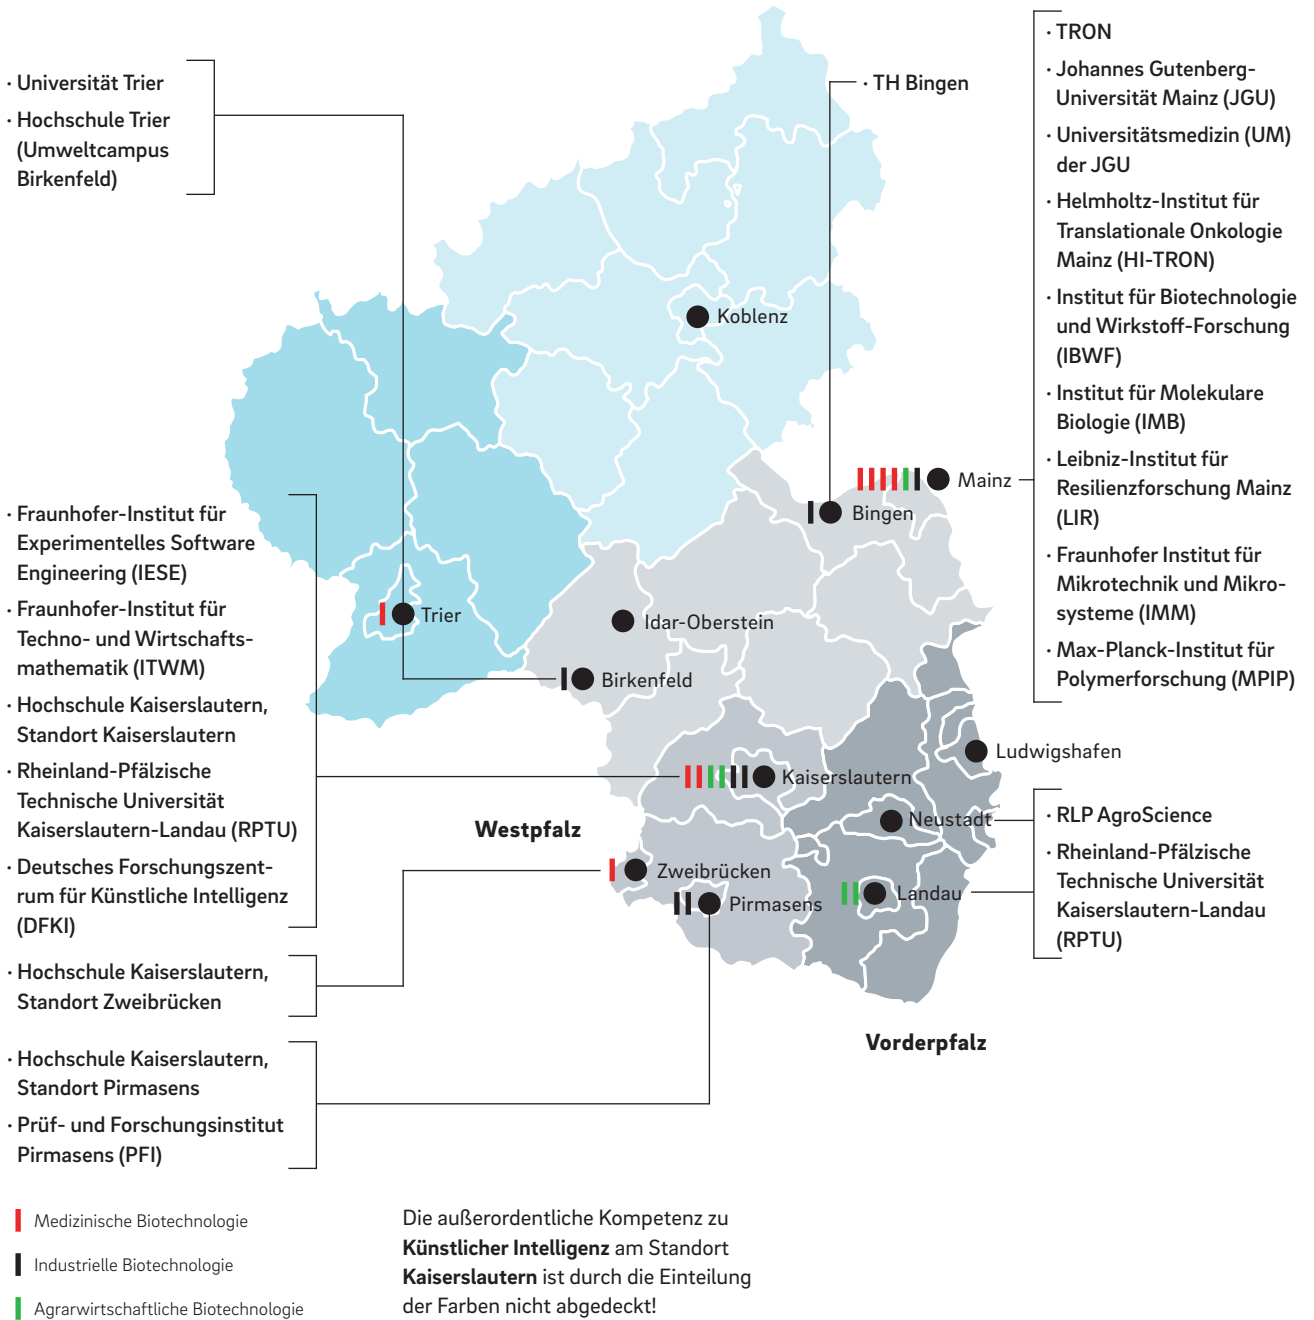 · Universität Trier
· Hochschule Trier
(Umweltcampus
Birkenfeld)
· TH Bingen
· TRON
· Johannes Gutenberg-
Universität Mainz (JGU)
· Universitätsmedizin (UM)
der JGU
· Helmholtz-Institut für
Translationale Onkologie
Mainz (HI-TRON)
· Institut für Biotechnologie
und Wirkstoff-Forschung
(IBWF)
· Institut für Molekulare
Biologie (IMB)
· Leibniz-Institut für
Resilienzforschung Mainz
(LIR)
· Fraunhofer Institut für
Mikrotechnik und Mikro-
systeme (IMM)
· Max-Planck-Institut für
Polymerforschung (MPIP)
Koblenz
Mainz
Bingen
Trier
Idar-Oberstein
Birkenfeld
Ludwigshafen
Kaiserslautern
Neustadt
Westpfalz
Zweibrücken
Landau
Pirmasens
Vorderpfalz
· Fraunhofer-Institut für
Experimentelles Software
Engineering (IESE)
· Fraunhofer-Institut für
Techno- und Wirtschafts-
mathematik (ITWM)
· Hochschule Kaiserslautern,
Standort Kaiserslautern
· Rheinland-Pfälzische
Technische Universität
Kaiserslautern-Landau (RPTU)
· Deutsches Forschungszent-
rum für Künstliche Intelligenz
(DFKI)
· Hochschule Kaiserslautern,
Standort Zweibrücken
· Hochschule Kaiserslautern,
Standort Pirmasens
· Prüf- und Forschungsinstitut
Pirmasens (PFI)
· RLP AgroScience
· Rheinland-Pfälzische
Technische Universität
Kaiserslautern-Landau
(RPTU)
Medizinische Biotechnologie
Industrielle Biotechnologie
Agrarwirtschaftliche Biotechnologie
Die außerordentliche Kompetenz zu
Künstlicher Intelligenz am Standort
Kaiserslautern ist durch die Einteilung
der Farben nicht abgedeckt!